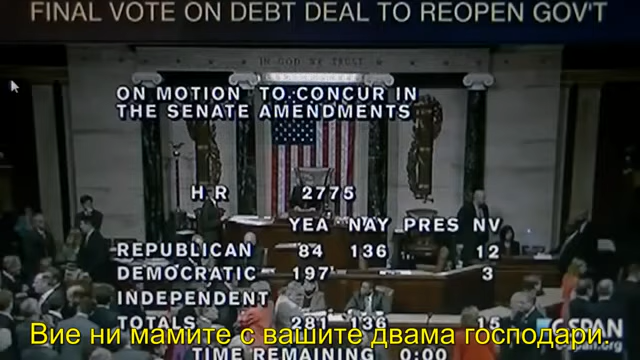 FINAL VOTE ON DEBT DEAL TO REOPEN GOV'T
IN GOD WE TRUST
ON MOTION TO CONCUR IN
THE SENATE AMENDMENTS
H R 2775
YEA NAY PRES NV
REPUBLICAN 84 136 12
DEMOCRATIC 197 3
INDEPENDENT
TOTALS 281 136 15
TIME REMAINING 0:00
CSPAN
c-span.org
Вие ни мамите с вашите двама господари.